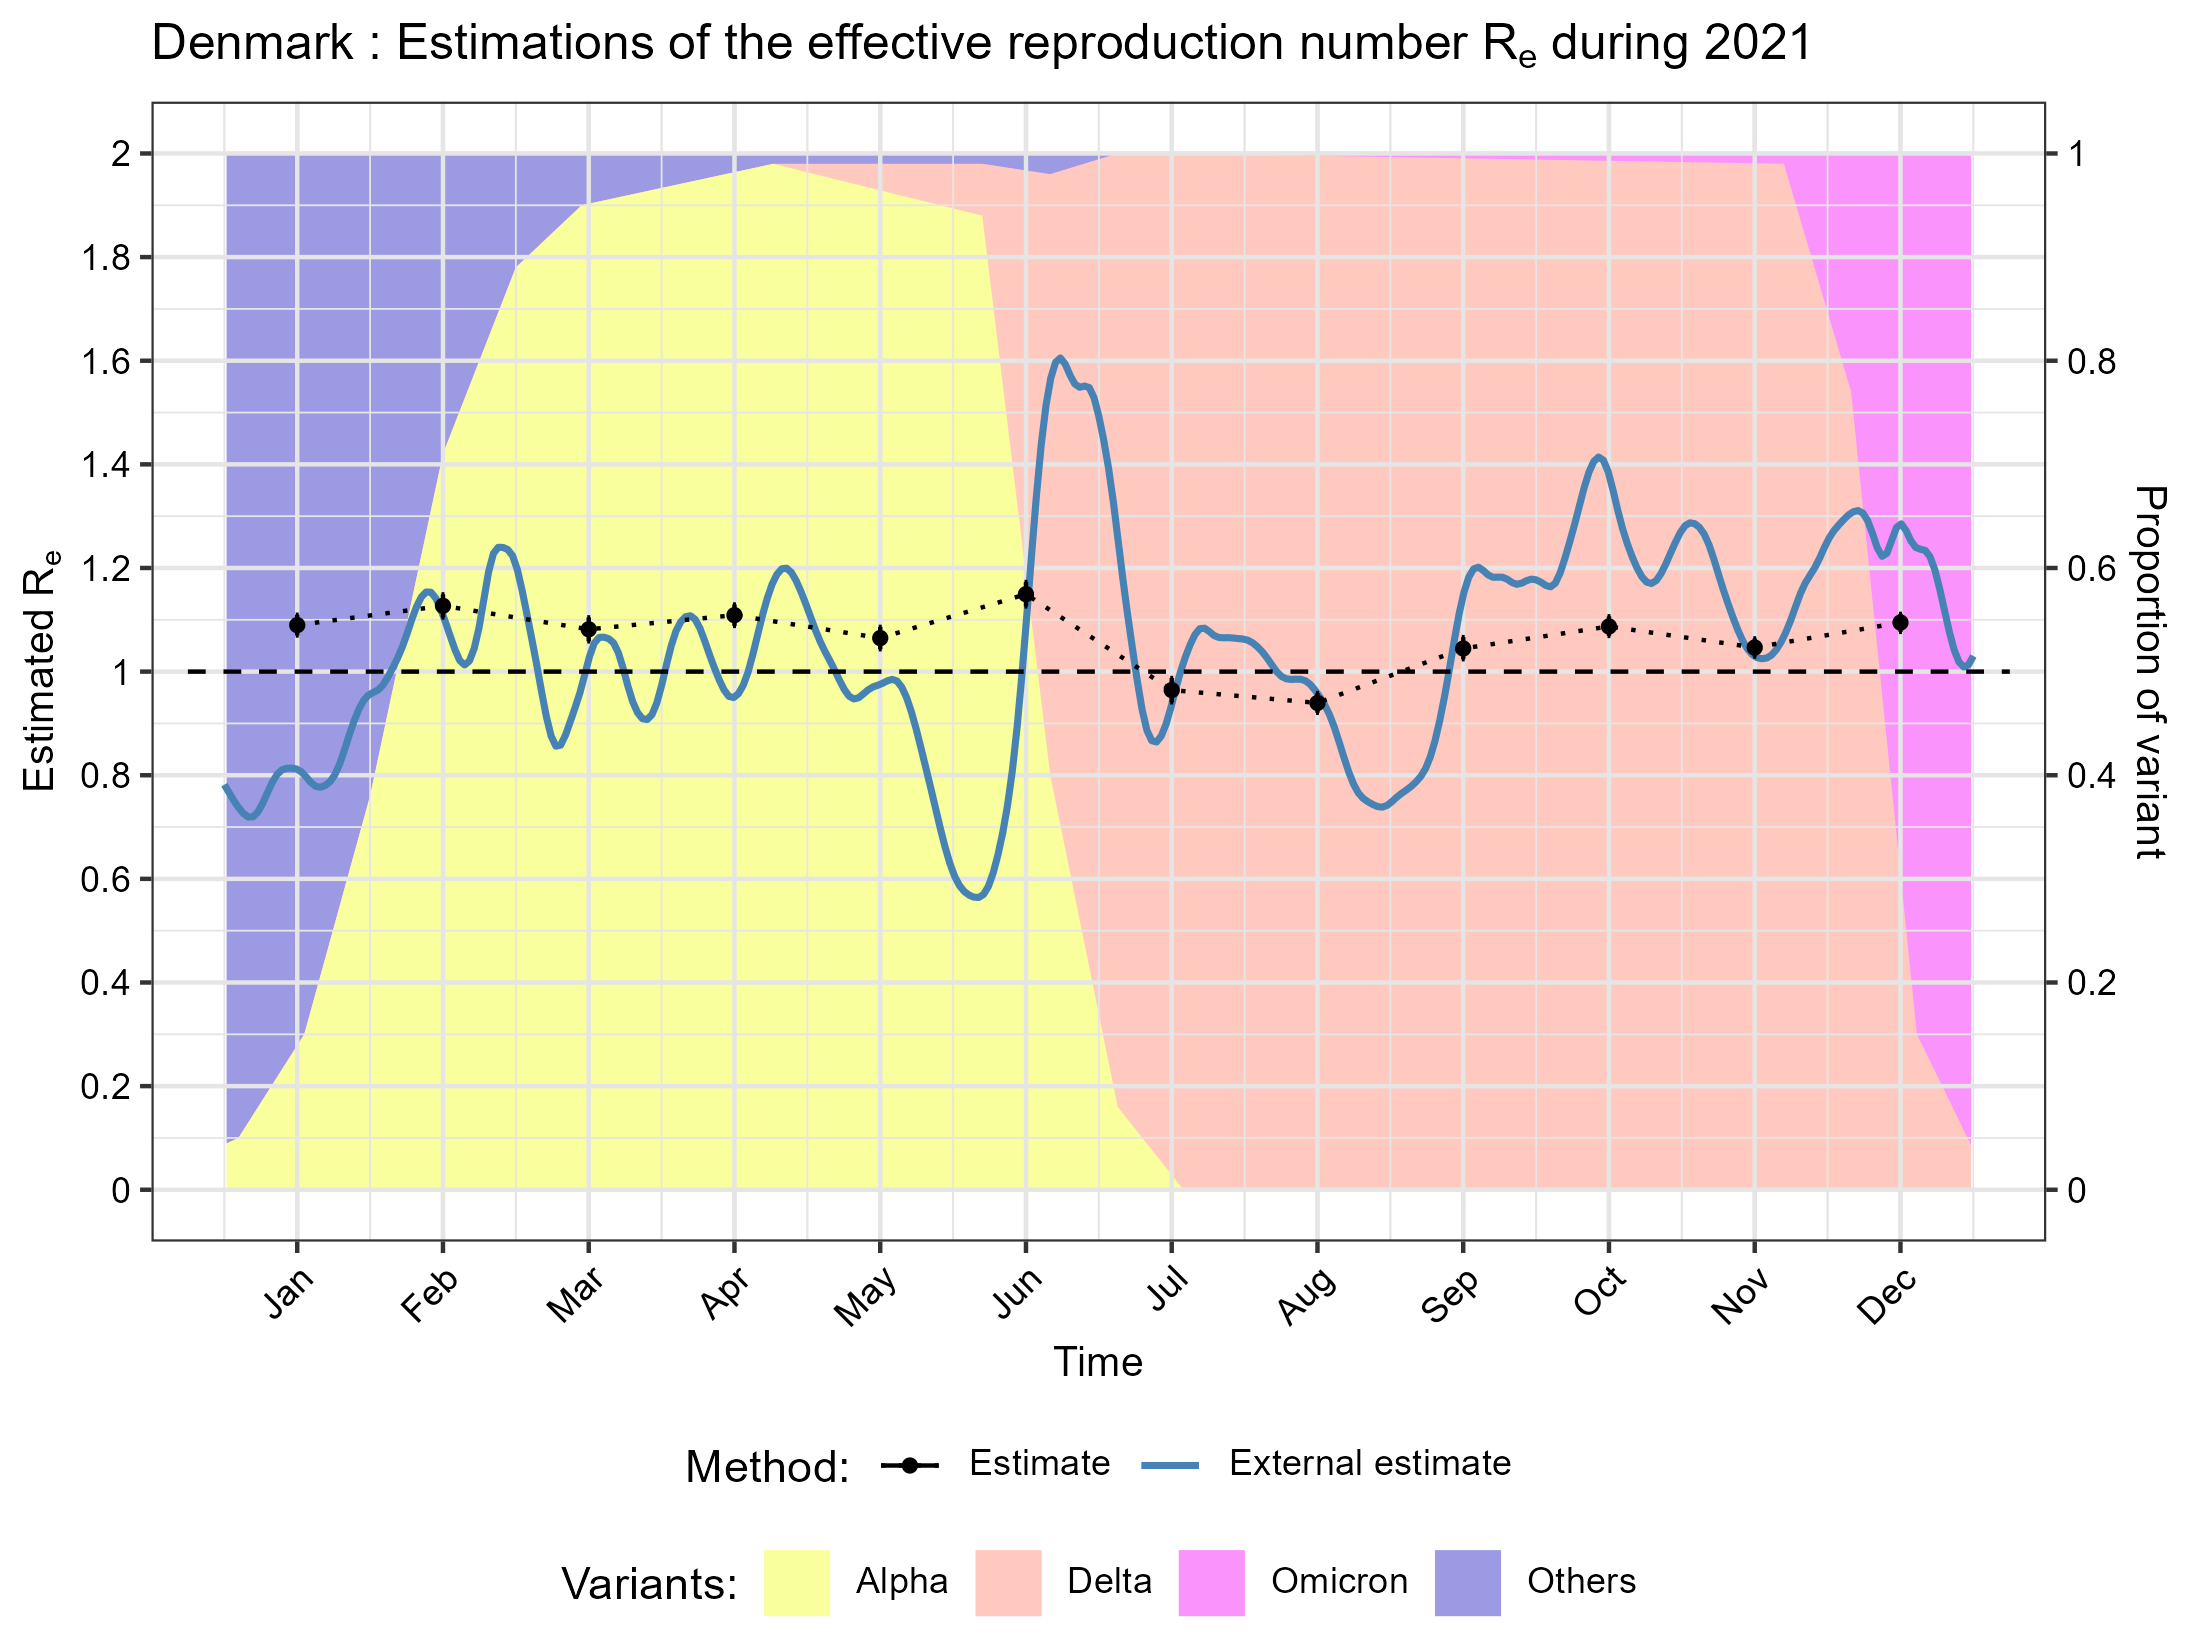 Denmark : Estimations of the effective reproduction number Re during 2021
Estimated Re
2
1.8
1.6
1.4
1.2
1
0.8
0.6
0.4
0.2
0
1
0.8
0.6
0.4
0.2
0
Proportion of variant
Jan
Feb
Mar
Apr
May
Jun
Jul
Aug
Sep
Oct
Nov
Dec
Time
Method: Estimate External estimate
Variants: Alpha Delta Omicron Others